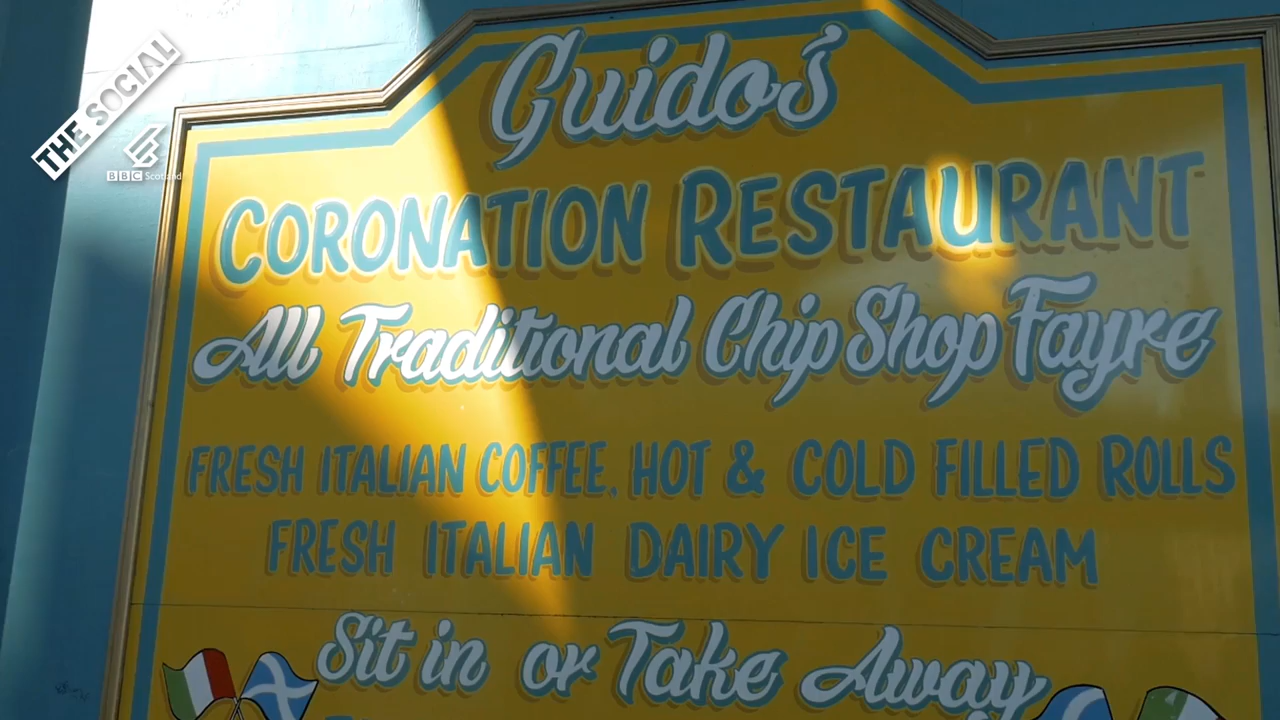 THE SOCIAL
BBC Scotland
Guido's
CORONATION RESTAURANT
All Traditional Chip Shop Fayre
FRESH ITALIAN COFFEE, HOT & COLD FILLED ROLLS
FRESH ITALIAN DAIRY ICE CREAM
Sit in or Take Away